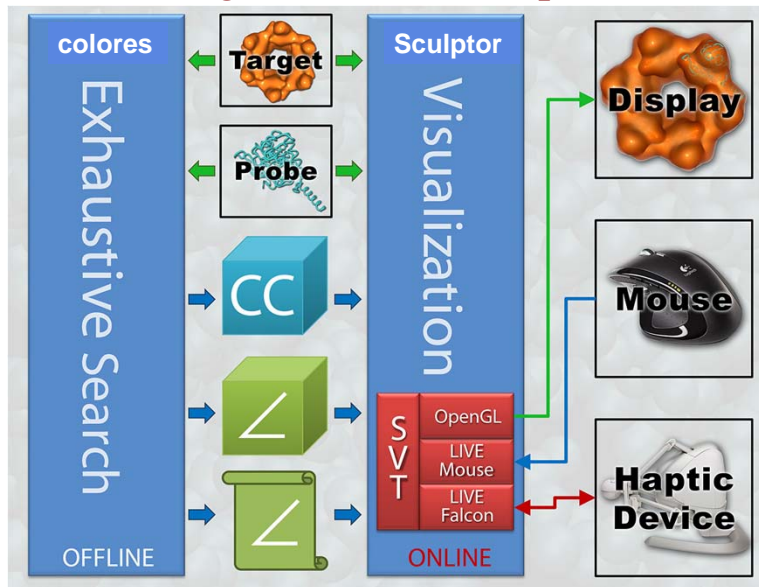 colores
Exhaustive Search
OFFLINE
Target
Probe
CC
Sculptor
Visualization
SVT
OpenGL
LIVE
Mouse
LIVE
Falcon
ONLINE
Display
Mouse
Haptic
Device